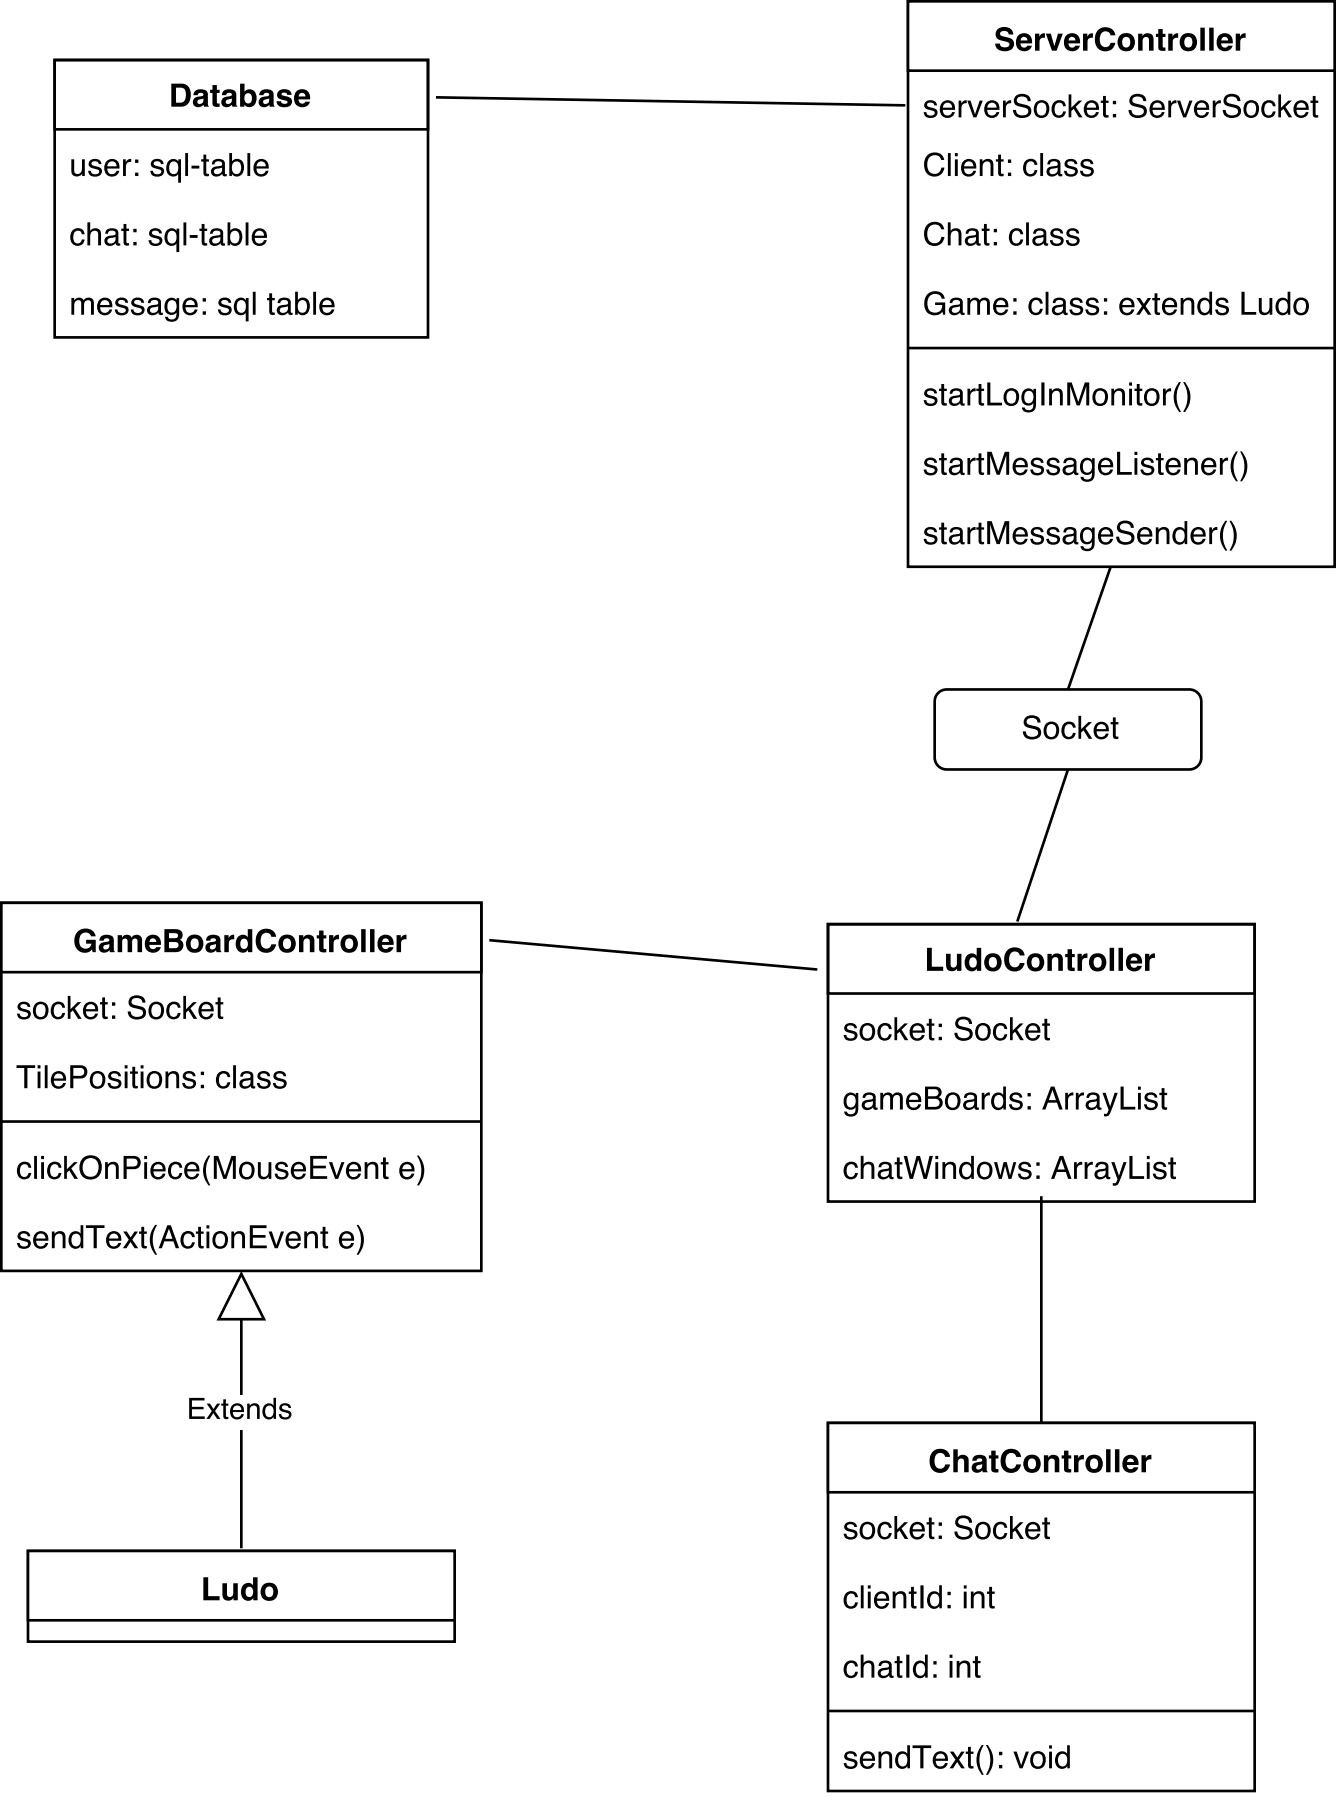 Database
user: sql-table
chat: sql-table
message: sql table
ServerController
serverSocket: ServerSocket
Client: class
Chat: class
Game: class: extends Ludo
startLogInMonitor()
startMessageListener()
startMessageSender()
Socket
GameBoardController
socket: Socket
TilePositions: class
clickOnPiece(MouseEvent e)
sendText(ActionEvent e)
LudoController
socket: Socket
gameBoards: ArrayList
chatWindows: ArrayList
Extends
Ludo
ChatController
socket: Socket
clientId: int
chatId: int
sendText(): void